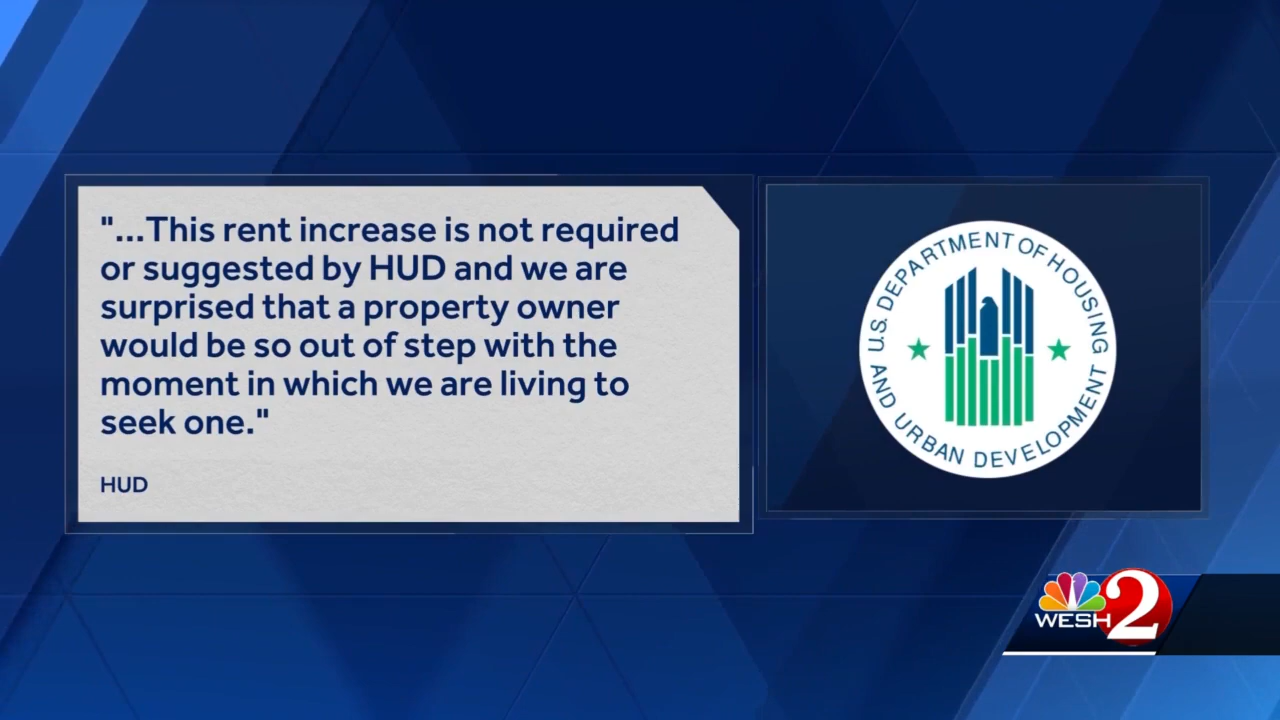 "...This rent increase is not required
or suggested by HUD and we are
surprised that a property owner
would be so out of step with the
moment in which we are living to
seek one."
HUD
U.S. DEPARTMENT OF HOUSING
AND URBAN DEVELOPMENT
WESH 2